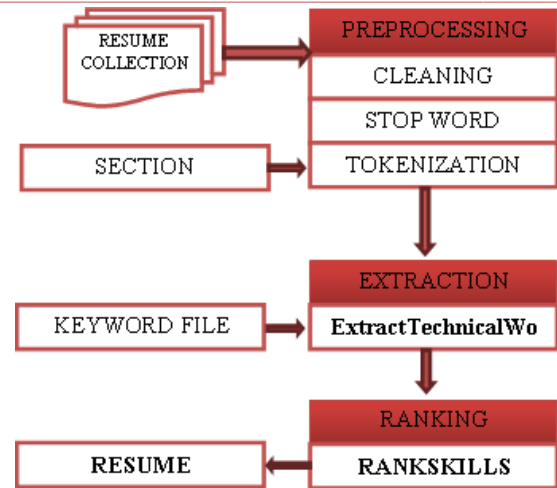 RESUME
COLLECTION
PREPROCESSING
CLEANING
STOP WORD
SECTION
TOKENIZATION
EXTRACTION
KEYWORD FILE
ExtractTechnicalWo
RANKING
RESUME
RANKSKILLS